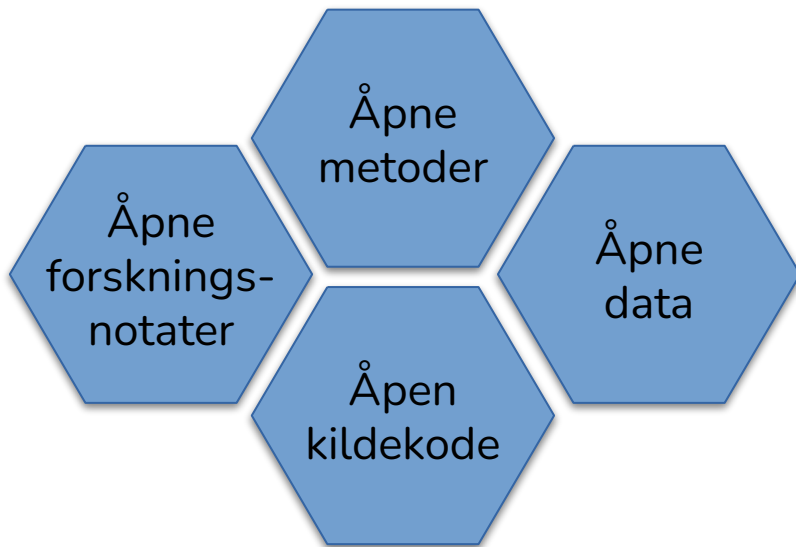 Åpne
metoder
Åpne
forsknings-
notater
Åpne
data
Åpen
kildekode